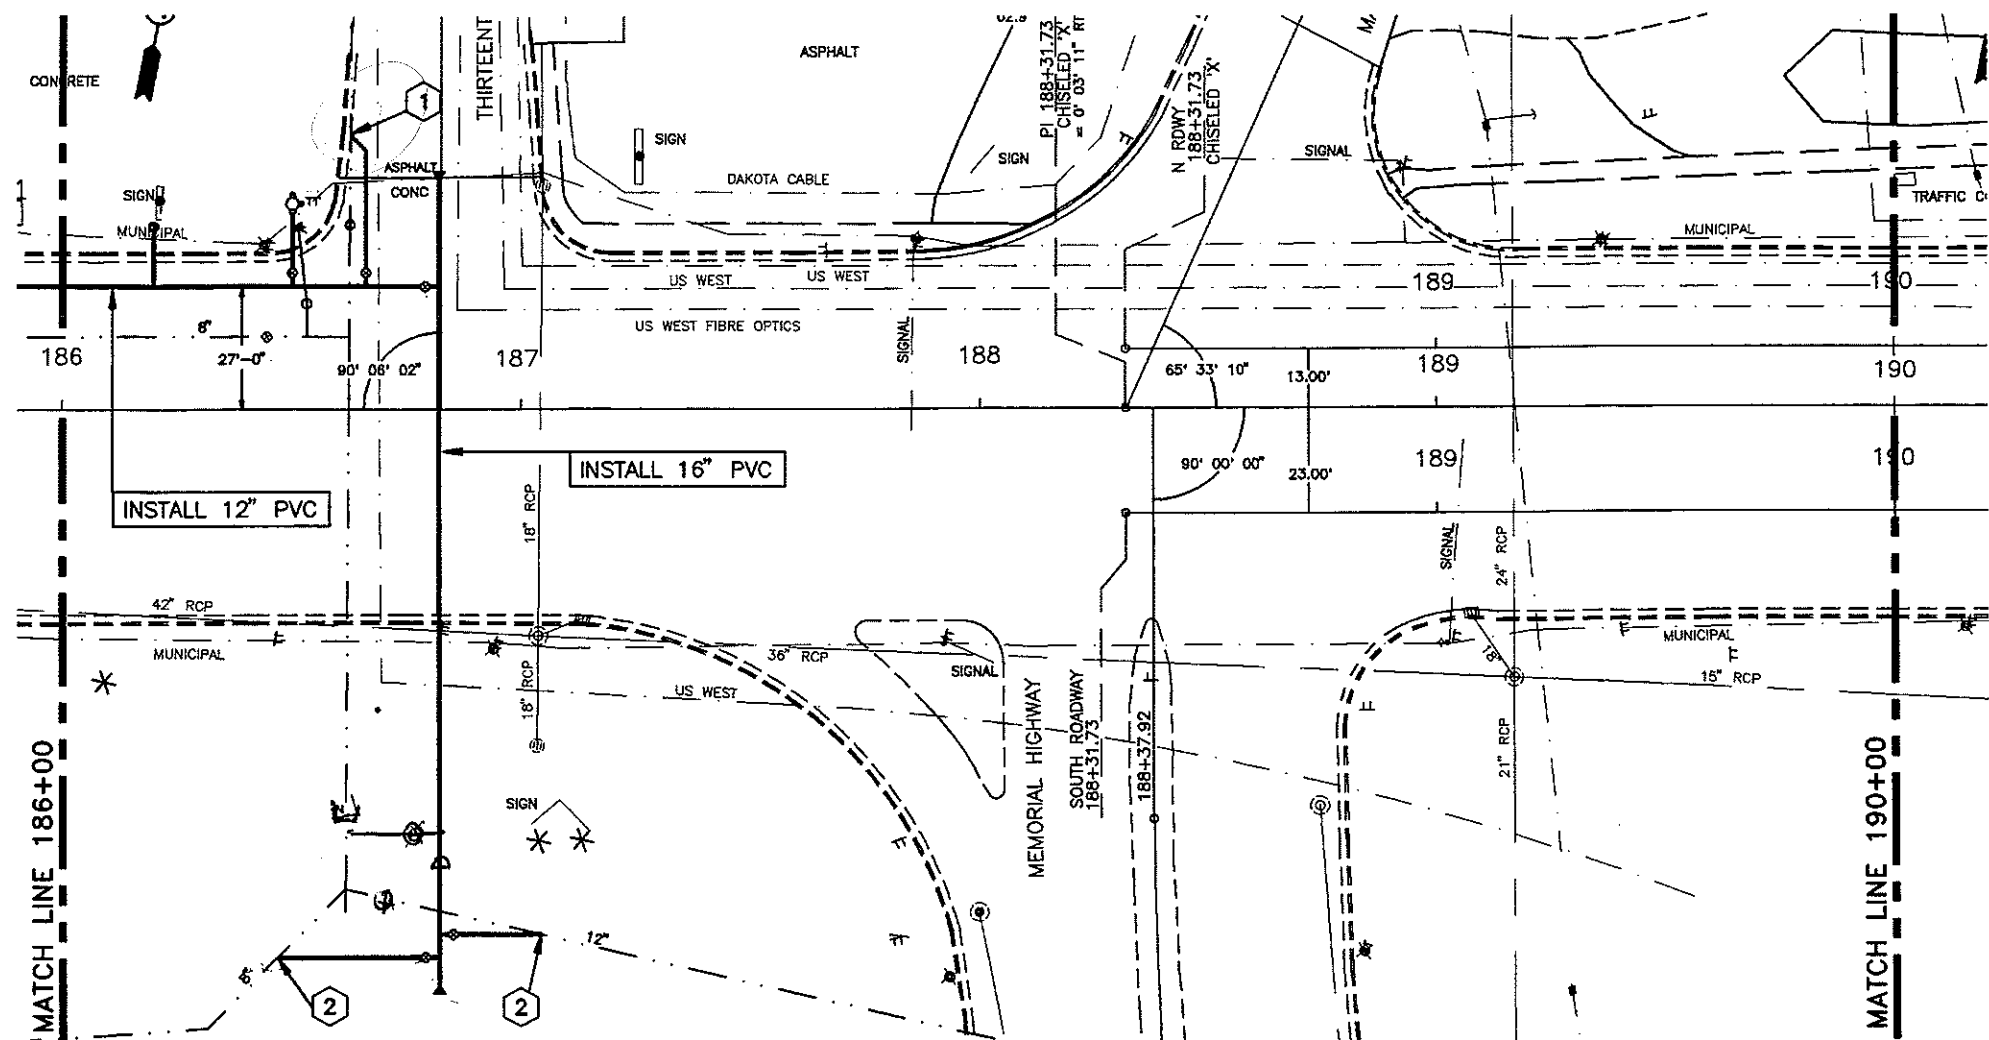 CONCRETE
1
THIRTEENT
ASPHALT
PI 188+31.73
CHISELED 'X'
= 0' 03' 11" RT
N RDWY
188+31.73
CHISELED 'X'
SIGN
SIGN
SIGNAL
ASPHALT
CONC
SIGN
DAKOTA CABLE
MUNICIPAL
MUNICIPAL
US WEST
US WEST
189
190
8"
US WEST FIBRE OPTICS
SIGNAL
186
27'-0"
90' 06' 02"
187
188
65' 33' 10"
13.00'
189
190
INSTALL 16" PVC
90' 00' 00"
23.00'
189
190
INSTALL 12" PVC
18" RCP
SIGNAL
24" RCP
42" RCP
MUNICIPAL
36" RCP
SIGNAL
18"
MUNICIPAL
15" RCP
18" RCP
US WEST
MEMORIAL HIGHWAY
SOUTH ROADWAY
188+31.73
188+37.92
21" RCP
SIGN
MATCH LINE 186+00
MATCH LINE 190+00
12"
2
2